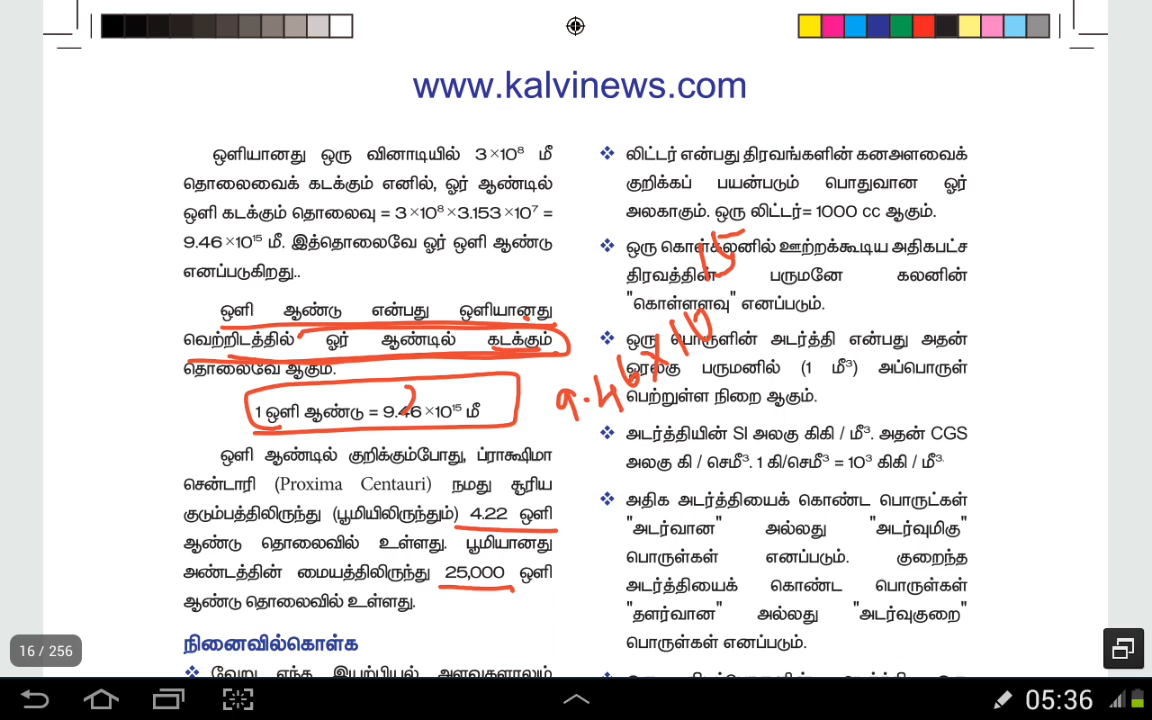 www.kalvinews.com
ஒளியானது ஒரு வினாடியில் 3×10⁸ மீ
தொலைவைக் கடக்கும் எனில், ஓர் ஆண்டில்
ஒளி கடக்கும் தொலைவு = 3×10⁸×3.153×10⁷ =
9.46×10¹⁵ மீ. இத்தொலைவே ஓர் ஒளி ஆண்டு
எனப்படுகிறது..
ஒளி ஆண்டு என்பது ஒளியானது
வெற்றிடத்தில் ஓர் ஆண்டில் கடக்கும்
தொலைவே ஆகும்.
1 ஒளி ஆண்டு = 9.46×10¹⁵ மீ
ஒளி ஆண்டில் குறிக்கும்போது, ப்ராக்ஷிமா
சென்டாரி (Proxima Centauri) நமது சூரிய
குடும்பத்திலிருந்து (பூமியிலிருந்தும்) 4.22 ஒளி
ஆண்டு தொலைவில் உள்ளது. பூமியானது
அண்டத்தின் மையத்திலிருந்து 25,000 ஒளி
ஆண்டு தொலைவில் உள்ளது.
நினைவில்கொள்க
❖ வேறு எந்த இயற்பியல் அளவுகளாலும்
❖ லிட்டர் என்பது திரவங்களின் கனஅளவைக்
குறிக்கப் பயன்படும் பொதுவான ஓர்
அலகாகும். ஒரு லிட்டர்= 1000 cc ஆகும்.
❖ ஒரு கொள்கலனில் ஊற்றக்கூடிய அதிகபட்ச
திரவத்தின் பருமனே கலனின்
"கொள்ளளவு" எனப்படும்.
❖ ஒரு பொருளின் அடர்த்தி என்பது அதன்
ஓரலகு பருமனில் (1 மீ³) அப்பொருள்
பெற்றுள்ள நிறை ஆகும்.
9.46×10 15
❖ அடர்த்தியின் SI அலகு கிகி / மீ³. அதன் CGS
அலகு கி / செமீ³. 1 கி/செமீ³ = 10³ கிகி / மீ³.
❖ அதிக அடர்த்தியைக் கொண்ட பொருட்கள்
"அடர்வான" அல்லது "அடர்வுமிகு"
பொருள்கள் எனப்படும். குறைந்த
அடர்த்தியைக் கொண்ட பொருள்கள்
"தளர்வான" அல்லது "அடர்வுகுறை"
பொருள்கள் எனப்படும்.
16 / 256
05:36